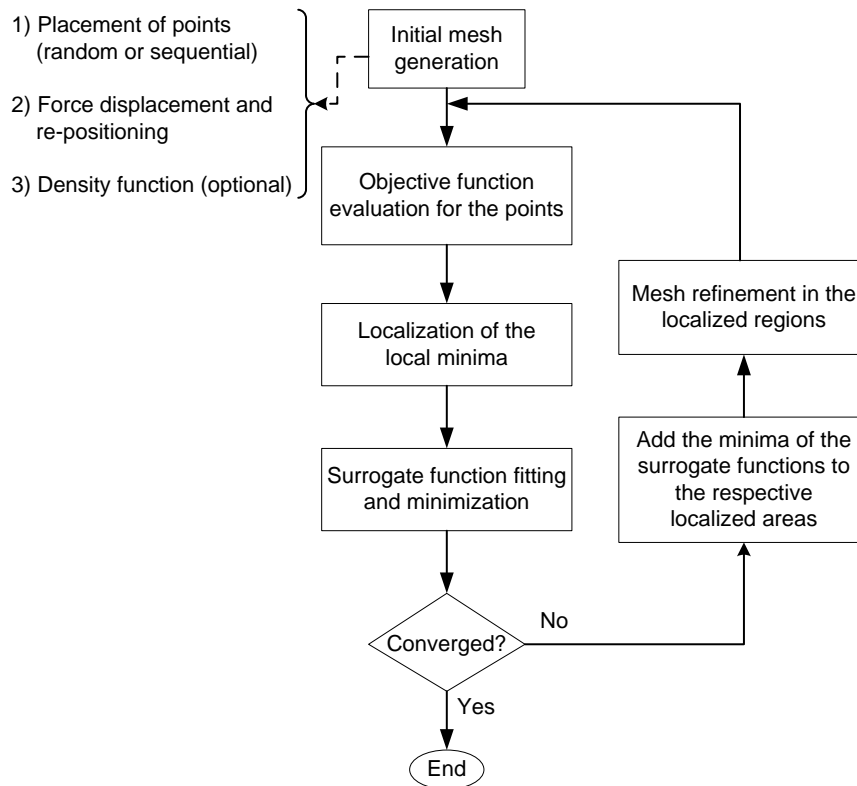 1) Placement of points
(random or sequential)
2) Force displacement and
re-positioning
3) Density function (optional)
Initial mesh
generation
Objective function
evaluation for the points
Localization of the
local minima
Surrogate function fitting
and minimization
Converged?
No
Yes
End
Add the minima of the
surrogate functions to
the respective
localized areas
Mesh refinement in the
localized regions